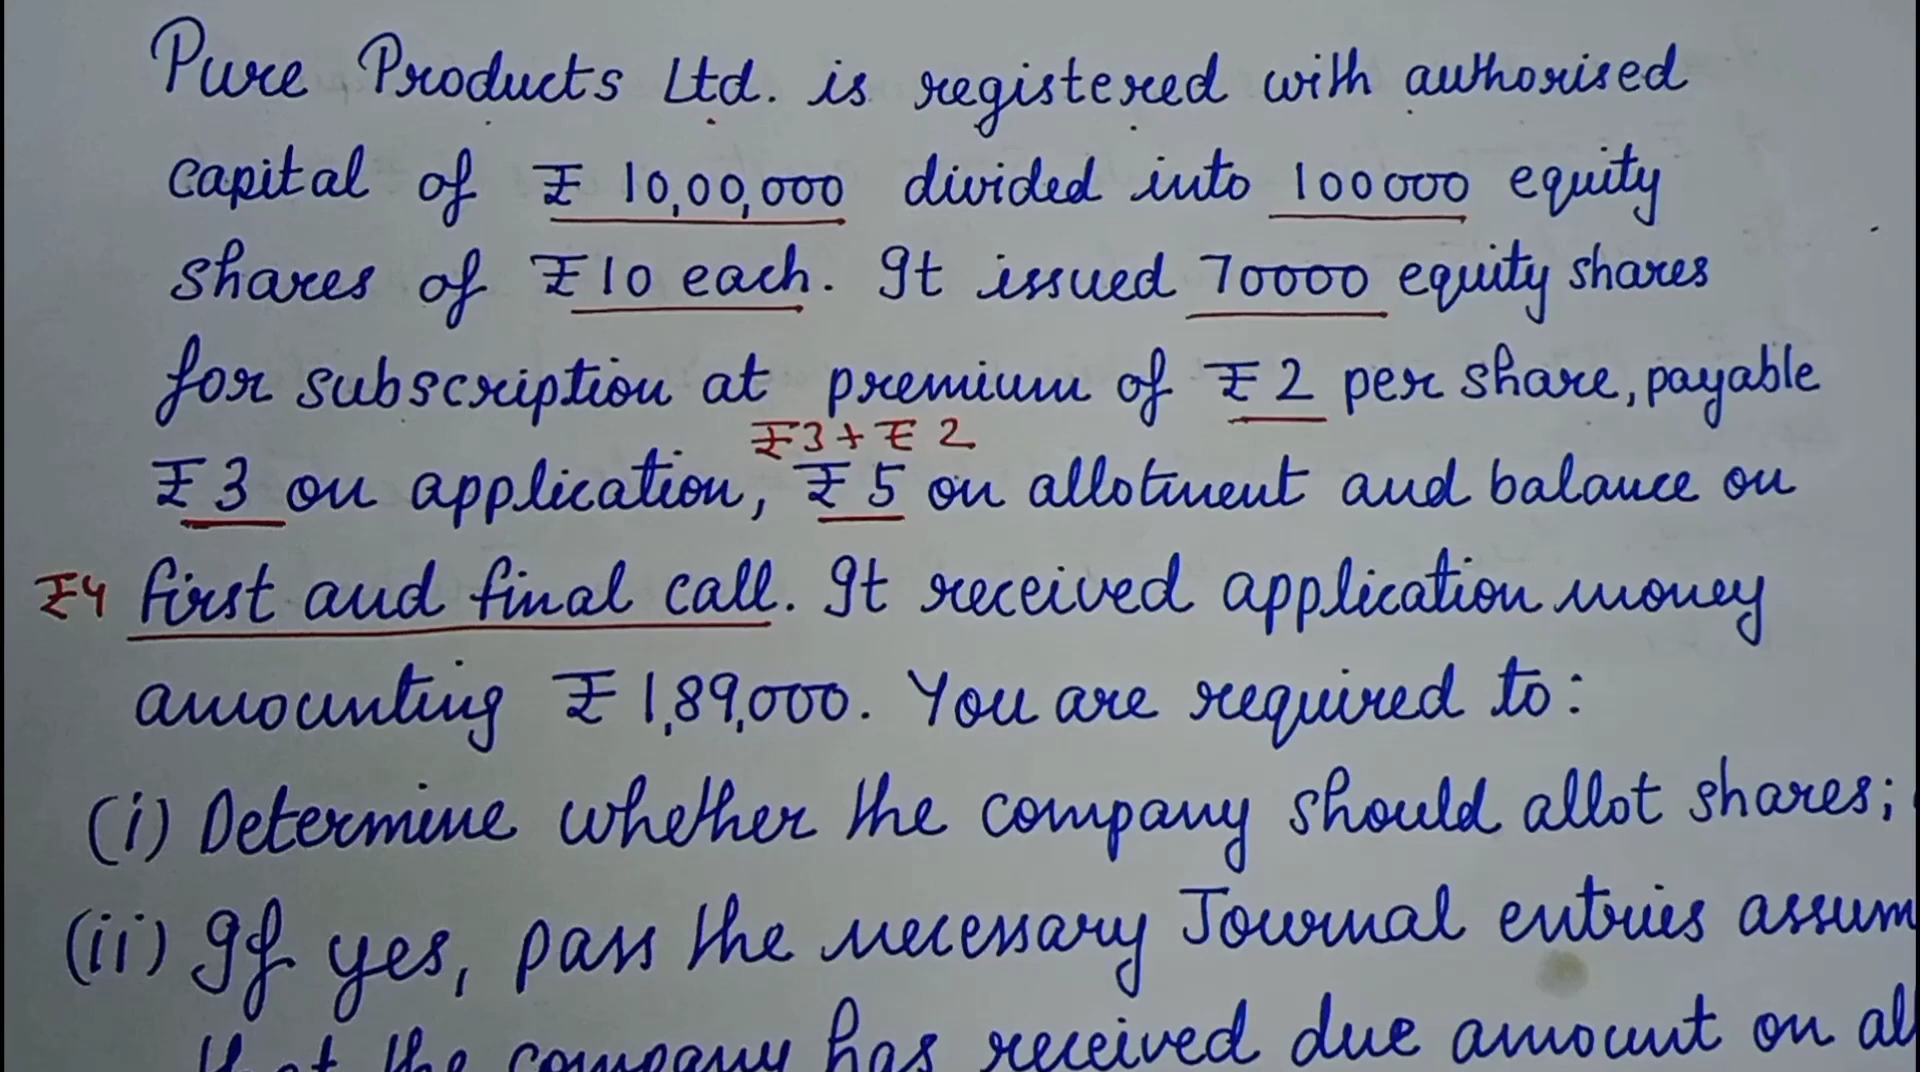 Pure Products Ltd. is registered with authorised
capital of ₹ 10,00,000 divided into 100000 equity
shares of ₹10 each. It issued 70000 equity shares
for subscription at premium of ₹2 per share, payable
₹3 + ₹ 2
₹3 on application, ₹5 on allotment and balance on
₹4 first and final call. It received application money
amounting ₹ 1,89,000. You are required to:
(i) Determine whether the company should allot shares;
(ii) If yes, pass the necessary Journal entries assum
that the company has received due amount on al